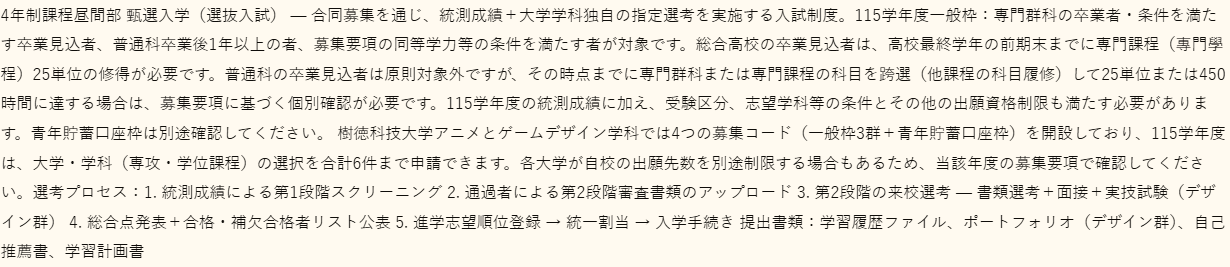 4年制課程昼間部 甄選入学（選抜入試） — 合同募集を通じ、統測成績＋大学学科独自の指定選考を実施する入試制度。115学年度一般枠：専門群科の卒業者・条件を満た
す卒業見込者、普通科卒業後1年以上の者、募集要項の同等学力等の条件を満たす者が対象です。総合高校の卒業見込者は、高校最終学年の前期末までに専門課程（専門學
程）25単位の修得が必要です。普通科の卒業見込者は原則対象外ですが、その時点までに専門群科または専門課程の科目を跨選（他課程の科目履修）して25単位または450
時間に達する場合は、募集要項に基づく個別確認が必要です。115学年度の統測成績に加え、受験区分、志望学科等の条件とその他の出願資格制限も満たす必要がありま
す。青年貯蓄口座枠は別途確認してください。 樹徳科技大学アニメとゲームデザイン学科では4つの募集コード（一般枠3群＋青年貯蓄口座枠）を開設しており、115学年度
は、大学・学科（専攻・学位課程）の選択を合計6件まで申請できます。各大学が自校の出願先数を別途制限する場合もあるため、当該年度の募集要項で確認してくださ
い。選考プロセス：1. 統測成績による第1段階スクリーニング 2. 通過者による第2段階審査書類のアップロード 3. 第2段階の来校選考 — 書類選考＋面接＋実技試験（デザ
イン群） 4. 総合点発表＋合格・補欠合格者リスト公表 5. 進学志望順位登録 → 統一割当 → 入学手続き 提出書類：学習履歴ファイル、ポートフォリオ（デザイン群）、自己
推薦書、学習計画書